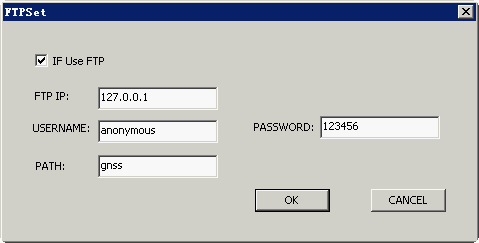 FTPSet
IF Use FTP
FTP IP: 127.0.0.1
USERNAME: anonymous PASSWORD: 123456
PATH: gnss
OK CANCEL